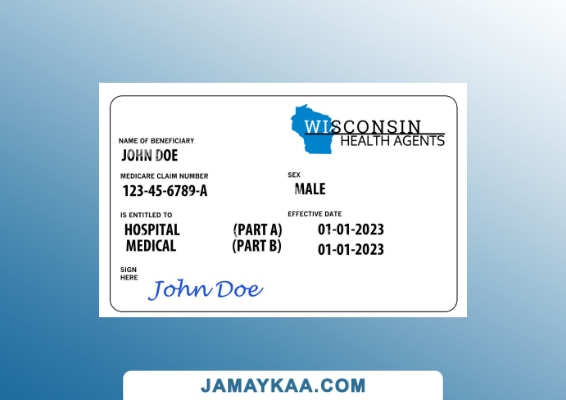 WISCONSIN
HEALTH AGENTS
NAME OF BENEFICIARY
JOHN DOE
MEDICARE CLAIM NUMBER
SEX
123-45-6789-A
MALE
IS ENTITLED TO
EFFECTIVE DATE
HOSPITAL (PART A) 01-01-2023
MEDICAL (PART B) 01-01-2023
SIGN
HERE
John Doe
JAMAYKAA.COM